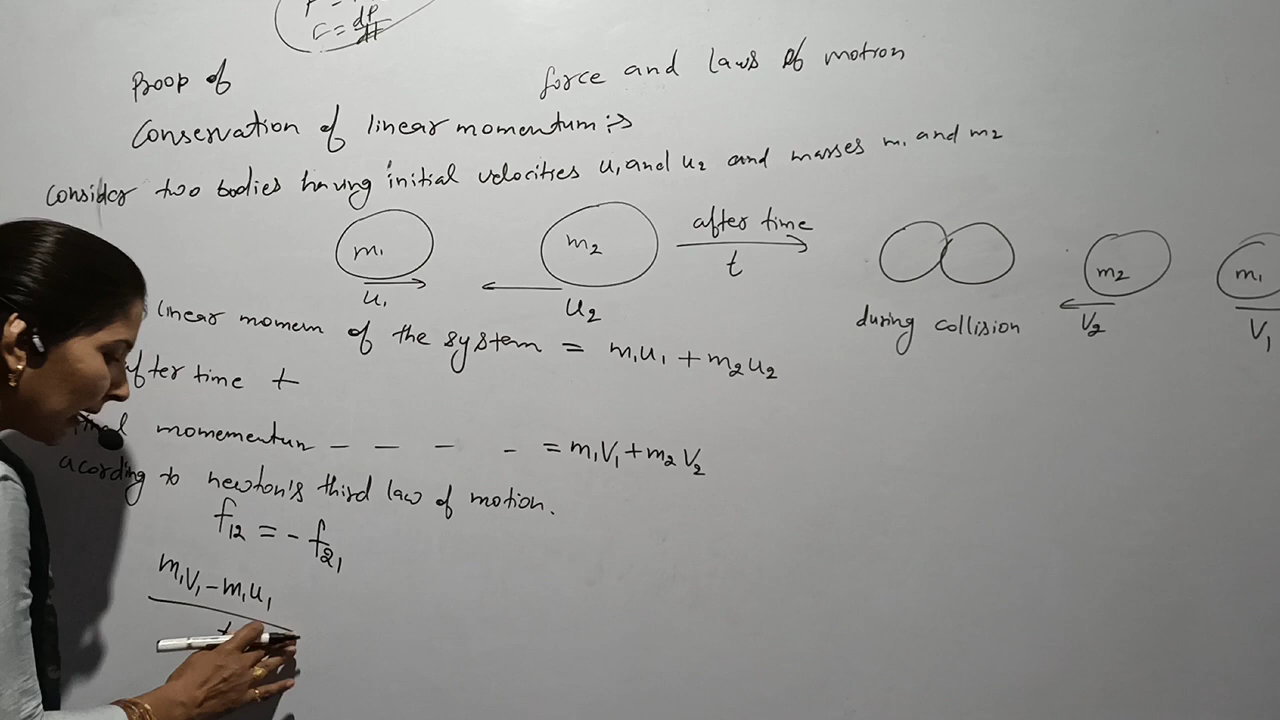 F = dP/dt
Proop of
force and laws of motion
Conservation of linear momentum :->
Consider two bodies having initial velocities u1 and u2 and masses m1 and m2
m1 m2 after time t m2 m1
u1 u2 during collision V2 V1
linear momem of the system = m1u1 + m2u2
after time t
momementun – – – - = m1V1 + m2V2
acording to newton's third law of motion.
f12 = - f21
m1V1 - m1u1